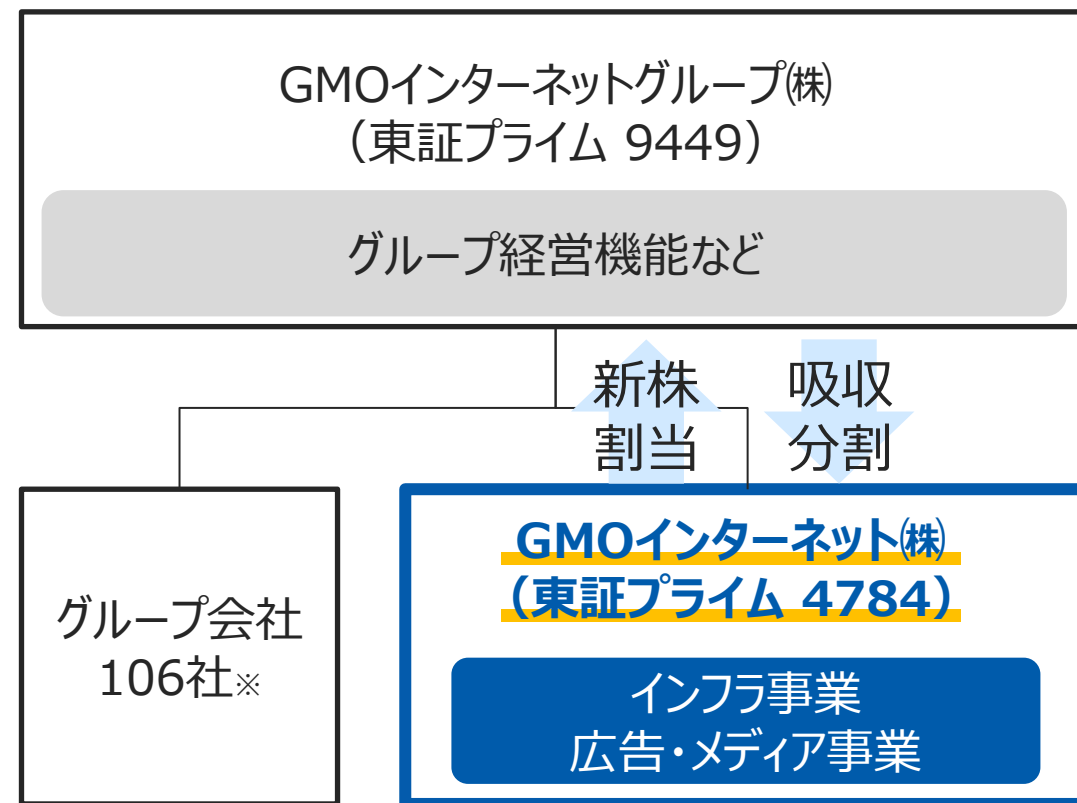 GMOインターネットグループ㈱
（東証プライム 9449）
グループ経営機能など
新株
割当
吸収
分割
グループ会社
106社※
GMOインターネット㈱
（東証プライム 4784）
インフラ事業
広告・メディア事業